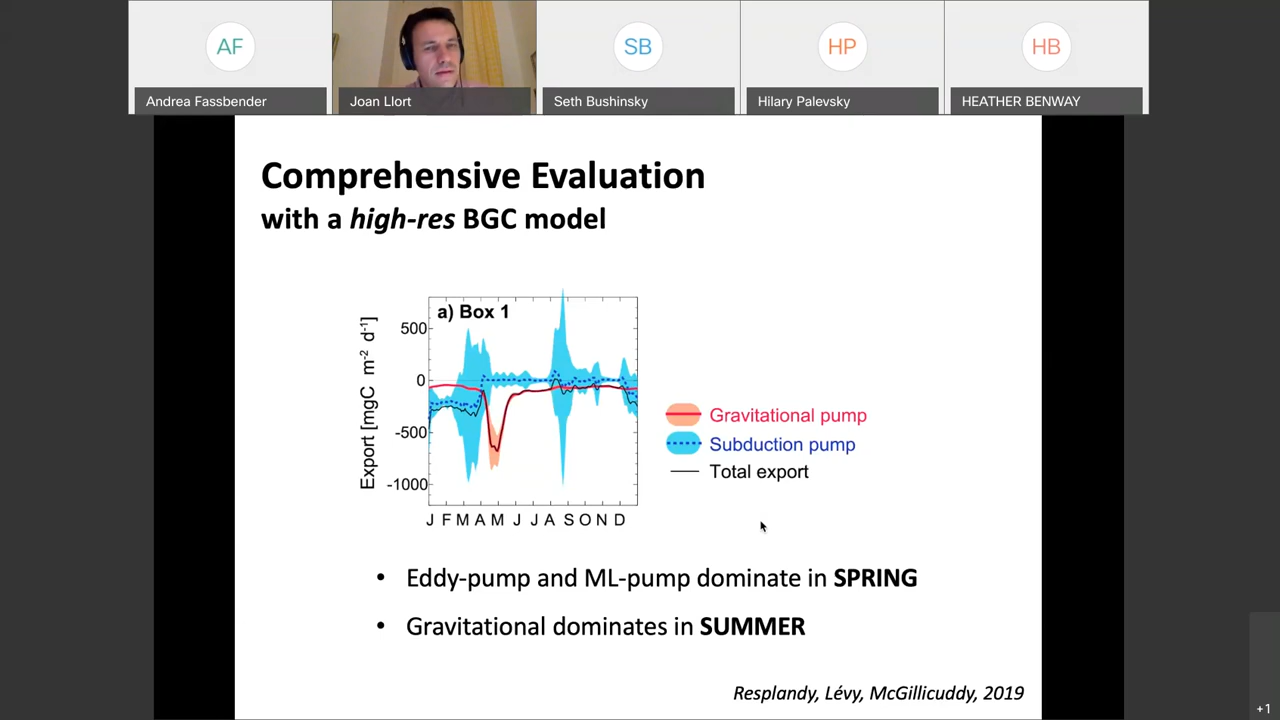 AF
SB
HP
HB
Andrea Fassbender
Joan Llort
Seth Bushinsky
Hilary Palevsky
HEATHER BENWAY
Comprehensive Evaluation
with a high-res BGC model
a) Box 1
Export [mgC m-2 d-1]
500
0
-500
-1000
J F M A M J J A S O N D
Gravitational pump
Subduction pump
Total export
• Eddy-pump and ML-pump dominate in SPRING
• Gravitational dominates in SUMMER
Resplandy, Lévy, McGillicuddy, 2019
+1